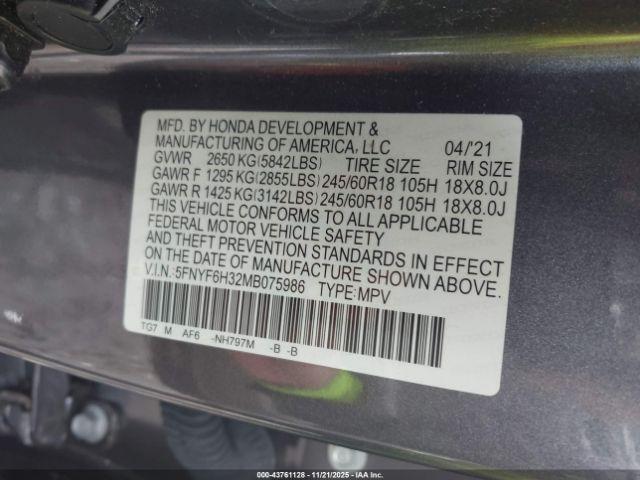 MFD. BY HONDA DEVELOPMENT &
MANUFACTURING OF AMERICA, LLC 04/'21
GVWR 2650 KG(5842LBS) TIRE SIZE RIM SIZE
GAWR F 1295 KG(2855LBS) 245/60R18 105H 18X8.0J
GAWR R 1425 KG(3142LBS) 245/60R18 105H 18X8.0J
THIS VEHICLE CONFORMS TO ALL APPLICABLE
FEDERAL MOTOR VEHICLE SAFETY
AND THEFT PREVENTION STANDARDS IN EFFECT
ON THE DATE OF MANUFACTURE SHOWN ABOVE.
V.I.N.:5FNYF6H32MB075986 TYPE:MPV
TG7 M AF6 -NH797M -B -B
000-43761128 11/21/2025 IAA Inc.